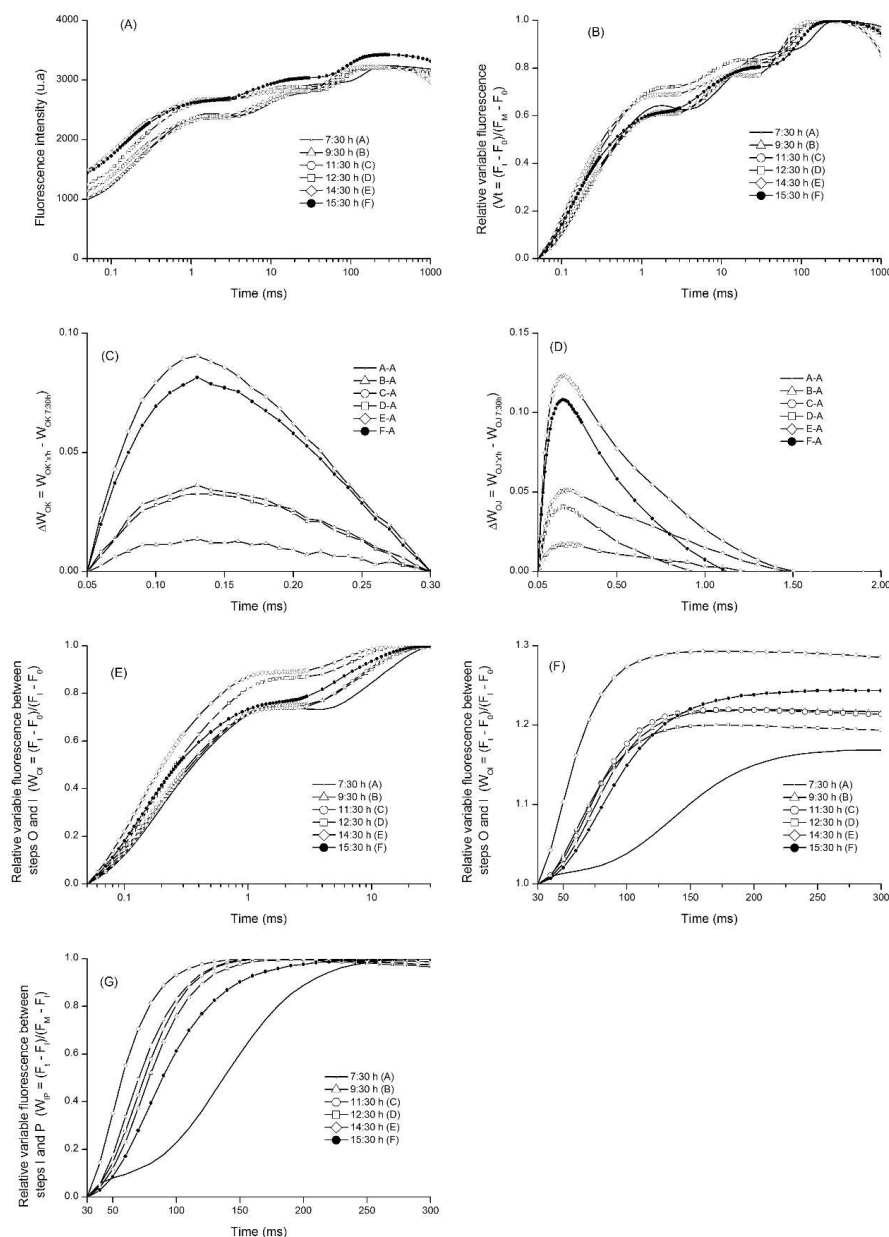 (A)
4000
3000
2000
1000
0
Fluorescence intensity (u.a)
7:30 h (A)
9:30 h (B)
11:30 h (C)
12:30 h (D)
14:30 h (E)
15:30 h (F)
0.1
1
10
100
1000
Time (ms)
(B)
1.0
0.8
0.6
0.4
0.2
0.0
Relative variable fluorescence
(Vt = (Ft - F0)/(FM - F0)
7:30 h (A)
9:30 h (B)
11:30 h (C)
12:30 h (D)
14:30 h (E)
15:30 h (F)
0.1
1
10
100
1000
Time (ms)
(C)
0.10
0.05
0.00
ΔWOK = WOK'x'h - WOK 7:30h
A-A
B-A
C-A
D-A
E-A
F-A
0.05
0.10
0.15
0.20
0.25
0.30
Time (ms)
(D)
0.15
0.10
0.05
0.00
ΔWOJ = WOJ'x'h - WOJ7:30h
A-A
B-A
C-A
D-A
E-A
F-A
0.05
0.50
1.00
1.50
2.00
Time (ms)
(E)
1.0
0.8
0.6
0.4
0.2
0.0
Relative variable fluorescence between
steps O and I (WOI = (Ft - F0)/(FI - F0)
7:30 h (A)
9:30 h (B)
11:30 h (C)
12:30 h (D)
14:30 h (E)
15:30 h (F)
0.1
1
10
Time (ms)
(F)
1.3
1.2
1.1
1.0
Relative variable fluorescence between
steps O and I (WOI = (Ft - F0)/(FI - F0)
7:30 h (A)
9:30 h (B)
11:30 h (C)
12:30 h (D)
14:30 h (E)
15:30 h (F)
30
50
100
150
200
250
300
Time (ms)
(G)
1.0
0.8
0.6
0.4
0.2
0.0
Relative variable fluorescence between
steps I and P (WIP = (Ft - FI)/(FM - FI)
7:30 h (A)
9:30 h (B)
11:30 h (C)
12:30 h (D)
14:30 h (E)
15:30 h (F)
30
50
100
150
200
250
300
Time (ms)